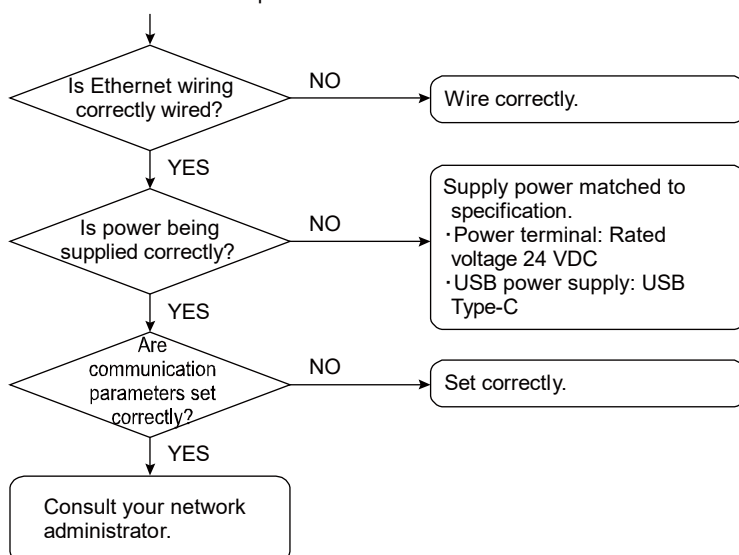 Is Ethernet wiring
correctly wired?
NO
Wire correctly.
YES
Is power being
supplied correctly?
NO
Supply power matched to
specification.
・Power terminal: Rated
voltage 24 VDC
・USB power supply: USB
Type-C
YES
Are
communication
parameters set
correctly?
NO
Set correctly.
YES
Consult your network
administrator.